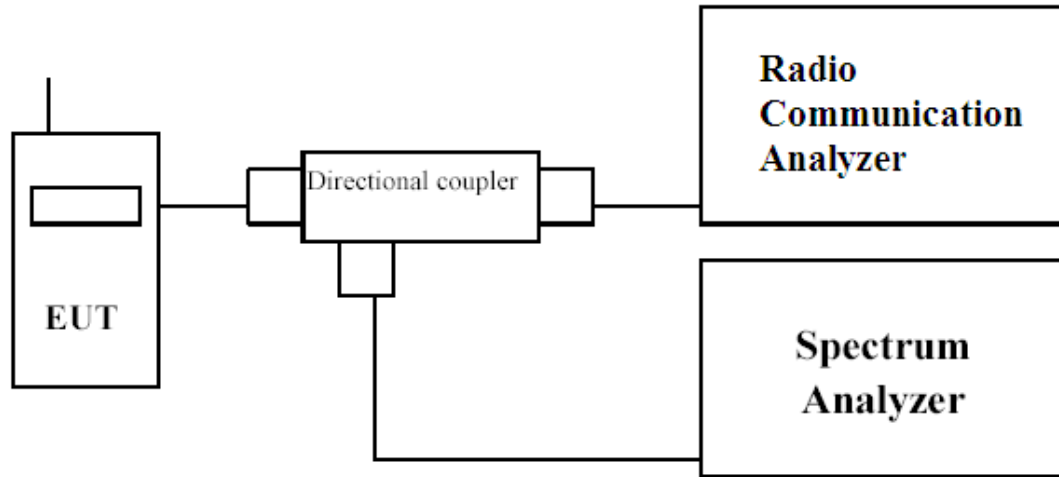 Radio
Communication
Analyzer
Directional coupler
EUT
Spectrum
Analyzer